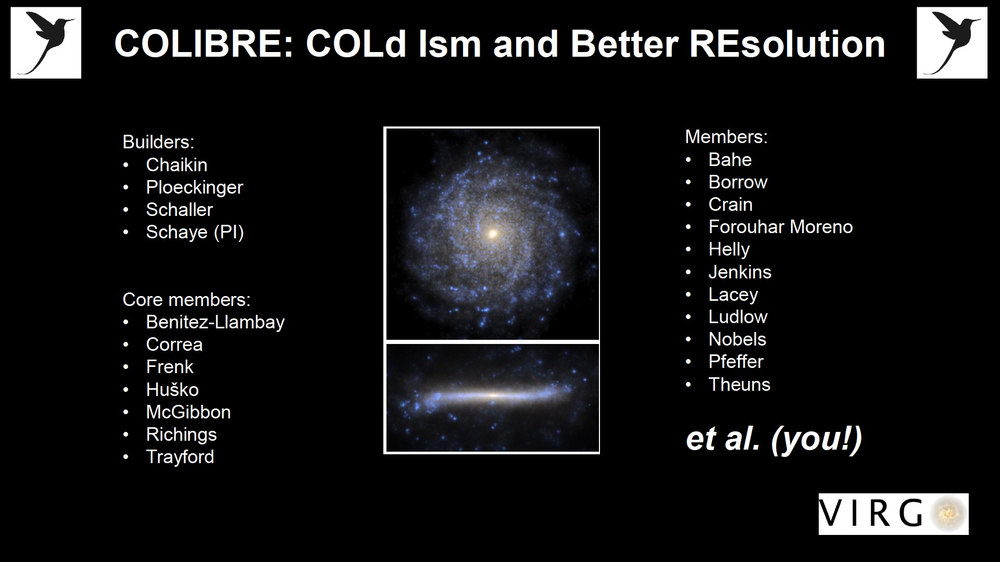 COLIBRE: COLd Ism and Better REsolution
Builders:
• Chaikin
• Ploeckinger
• Schaller
• Schaye (PI)
Core members:
• Benitez-Llambay
• Correa
• Frenk
• Huško
• McGibbon
• Richings
• Trayford
Members:
• Bahe
• Borrow
• Crain
• Forouhar Moreno
• Helly
• Jenkins
• Lacey
• Ludlow
• Nobels
• Pfeffer
• Theuns
et al. (you!)
VIRG